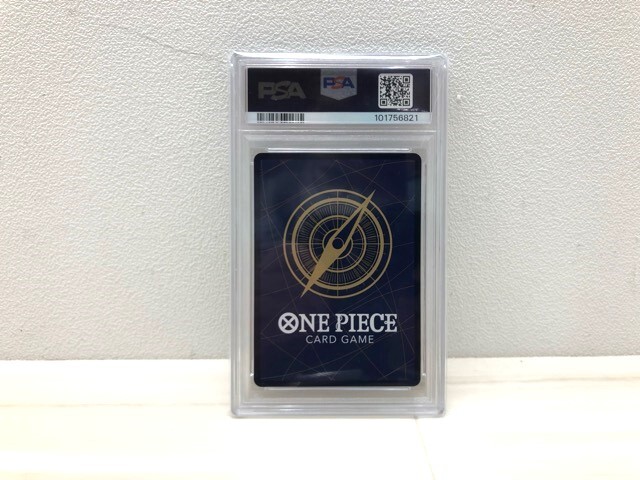 PSA
PSA
101756821
ONE PIECE
CARD GAME